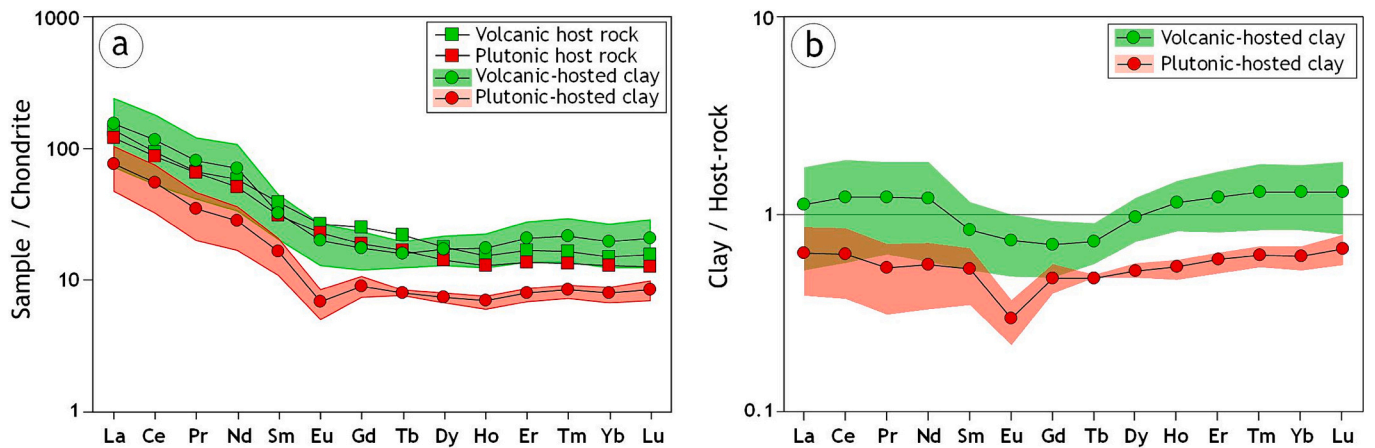 a
Volcanic host rock
Plutonic host rock
Volcanic-hosted clay
Plutonic-hosted clay
Sample / Chondrite
1000
100
10
1
La Ce Pr Nd Sm Eu Gd Tb Dy Ho Er Tm Yb Lu
b
Volcanic-hosted clay
Plutonic-hosted clay
Clay / Host-rock
10
1
0.1
La Ce Pr Nd Sm Eu Gd Tb Dy Ho Er Tm Yb Lu